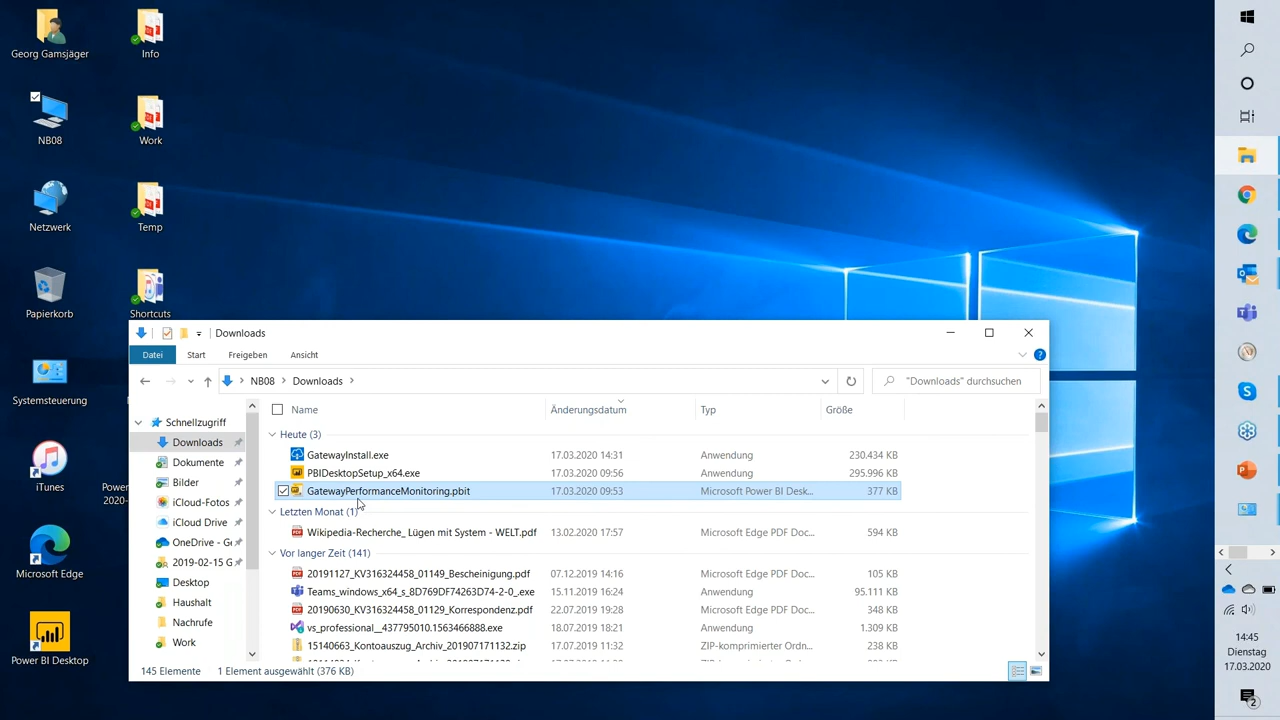 Georg Gamsjäger
Info
NB08
Work
Netzwerk
Temp
Papierkorb
Shortcuts
Systemsteuerung
iTunes
Power
2020-
Microsoft Edge
Power BI Desktop
Downloads
Datei Start Freigeben Ansicht
NB08 Downloads "Downloads" durchsuchen
Name Änderungsdatum Typ Größe
Schnellzugriff
Downloads
Dokumente
Bilder
iCloud-Fotos
iCloud Drive
OneDrive - G
2019-02-15 G
Desktop
Haushalt
Nachrufe
Work
Heute (3)
GatewayInstall.exe 17.03.2020 14:31 Anwendung 230.434 KB
PBIDesktopSetup_x64.exe 17.03.2020 09:56 Anwendung 295.996 KB
GatewayPerformanceMonitoring.pbit 17.03.2020 09:53 Microsoft Power BI Desk... 377 KB
Letzten Monat (1)
Wikipedia-Recherche_ Lügen mit System - WELT.pdf 13.02.2020 17:57 Microsoft Edge PDF Doc... 594 KB
Vor langer Zeit (141)
20191127_KV316324458_01149_Bescheinigung.pdf 07.12.2019 14:16 Microsoft Edge PDF Doc... 105 KB
Teams_windows_x64_s_8D769DF74263D74-2-0_.exe 15.11.2019 16:24 Anwendung 95.111 KB
20190630_KV316324458_01129_Korrespondenz.pdf 22.07.2019 19:28 Microsoft Edge PDF Doc... 348 KB
vs_professional__437795010.1563466888.exe 18.07.2019 18:21 Anwendung 1.309 KB
15140663_Kontoauszug_Archiv_201907171132.zip 17.07.2019 11:32 ZIP-komprimierter Ordn... 238 KB
145 Elemente 1 Element ausgewählt (376 KB)
14:45
Dienstag
17.03.2020
2